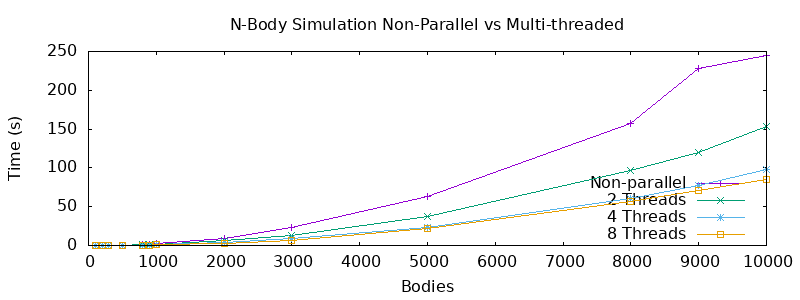 N-Body Simulation Non-Parallel vs Multi-threaded
250
200
150
100
50
0
Time (s)
Non-parallel
2 Threads
4 Threads
8 Threads
0 1000 2000 3000 4000 5000 6000 7000 8000 9000 10000
Bodies